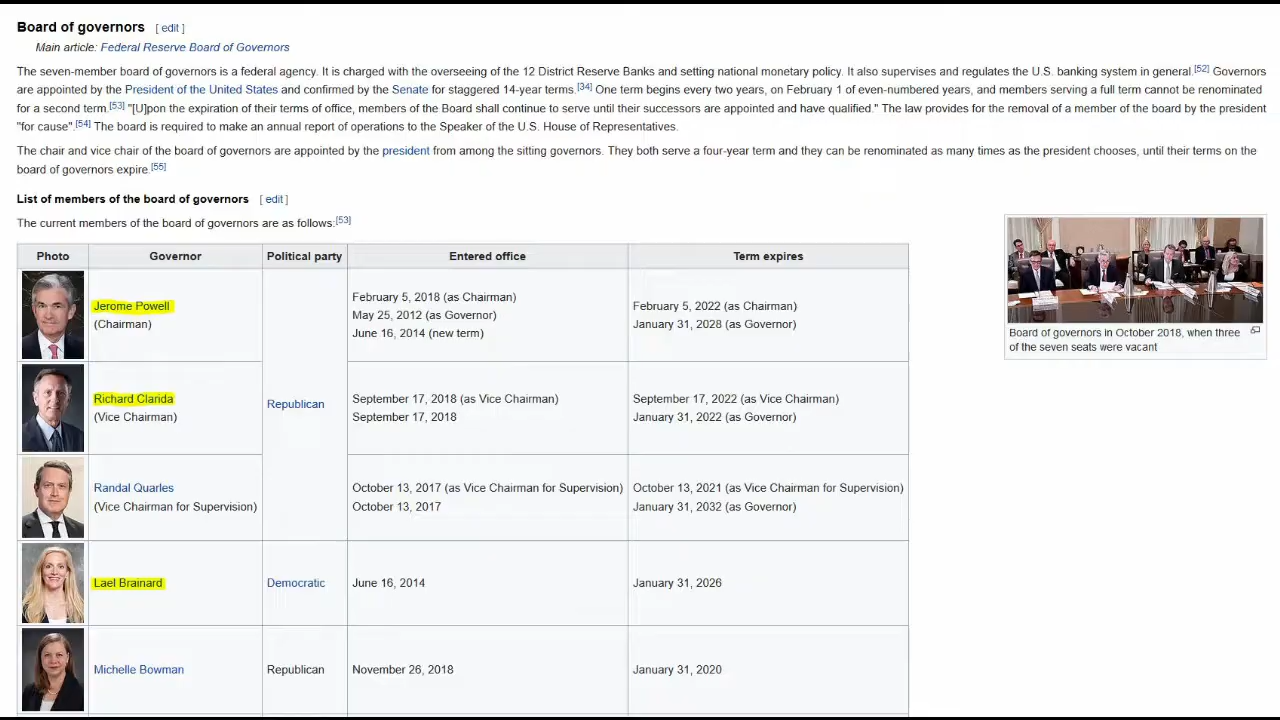 Board of governors [ edit ]
Main article: Federal Reserve Board of Governors
The seven-member board of governors is a federal agency. It is charged with the overseeing of the 12 District Reserve Banks and setting national monetary policy. It also supervises and regulates the U.S. banking system in general.[52] Governors
are appointed by the President of the United States and confirmed by the Senate for staggered 14-year terms.[34] One term begins every two years, on February 1 of even-numbered years, and members serving a full term cannot be renominated
for a second term.[53] "[U]pon the expiration of their terms of office, members of the Board shall continue to serve until their successors are appointed and have qualified." The law provides for the removal of a member of the board by the president
"for cause".[54] The board is required to make an annual report of operations to the Speaker of the U.S. House of Representatives.
The chair and vice chair of the board of governors are appointed by the president from among the sitting governors. They both serve a four-year term and they can be renominated as many times as the president chooses, until their terms on the
board of governors expire.[55]
List of members of the board of governors [ edit ]
The current members of the board of governors are as follows:[53]
Photo Governor Political party Entered office Term expires
Jerome Powell
(Chairman)
February 5, 2018 (as Chairman)
May 25, 2012 (as Governor)
June 16, 2014 (new term)
February 5, 2022 (as Chairman)
January 31, 2028 (as Governor)
Richard Clarida
(Vice Chairman)
Republican
September 17, 2018 (as Vice Chairman)
September 17, 2018
September 17, 2022 (as Vice Chairman)
January 31, 2022 (as Governor)
Randal Quarles
(Vice Chairman for Supervision)
October 13, 2017 (as Vice Chairman for Supervision)
October 13, 2017
October 13, 2021 (as Vice Chairman for Supervision)
January 31, 2032 (as Governor)
Lael Brainard
Democratic
June 16, 2014
January 31, 2026
Michelle Bowman
Republican
November 26, 2018
January 31, 2020
Board of governors in October 2018, when three
of the seven seats were vacant